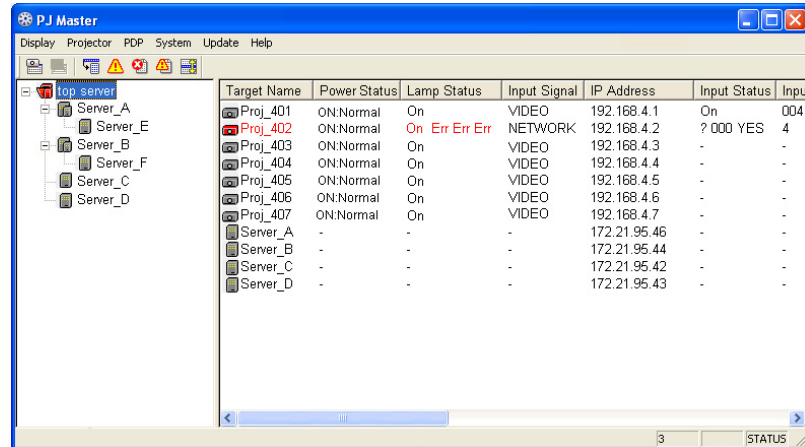 PJ Master
Display Projector PDP System Update Help
top server
Server_A
Server_E
Server_B
Server_F
Server_C
Server_D
Target Name Power Status Lamp Status Input Signal IP Address Input Status Inpu
Proj_401 ON:Normal On VIDEO 192.168.4.1 On 004
Proj_402 ON:Normal On Err Err Err NETWORK 192.168.4.2 ? 000 YES 4
Proj_403 ON:Normal On VIDEO 192.168.4.3 - -
Proj_404 ON:Normal On VIDEO 192.168.4.4 - -
Proj_405 ON:Normal On VIDEO 192.168.4.5 - -
Proj_406 ON:Normal On VIDEO 192.168.4.6 - -
Proj_407 ON:Normal On VIDEO 192.168.4.7 - -
Server_A - - - 172.21.95.46 - -
Server_B - - - 172.21.95.44 - -
Server_C - - - 172.21.95.42 - -
Server_D - - - 172.21.95.43 - -
3 STATUS